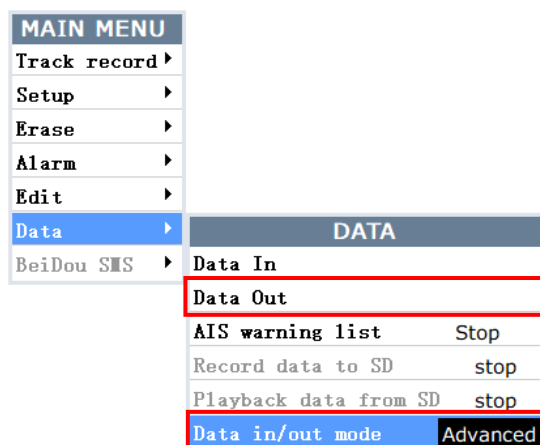 MAIN MENU
Track record
Setup
Erase
Alarm
Edit
Data
BeiDou SMS
DATA
Data In
Data Out
AIS warning list Stop
Record data to SD stop
Playback data from SD stop
Data in/out mode Advanced